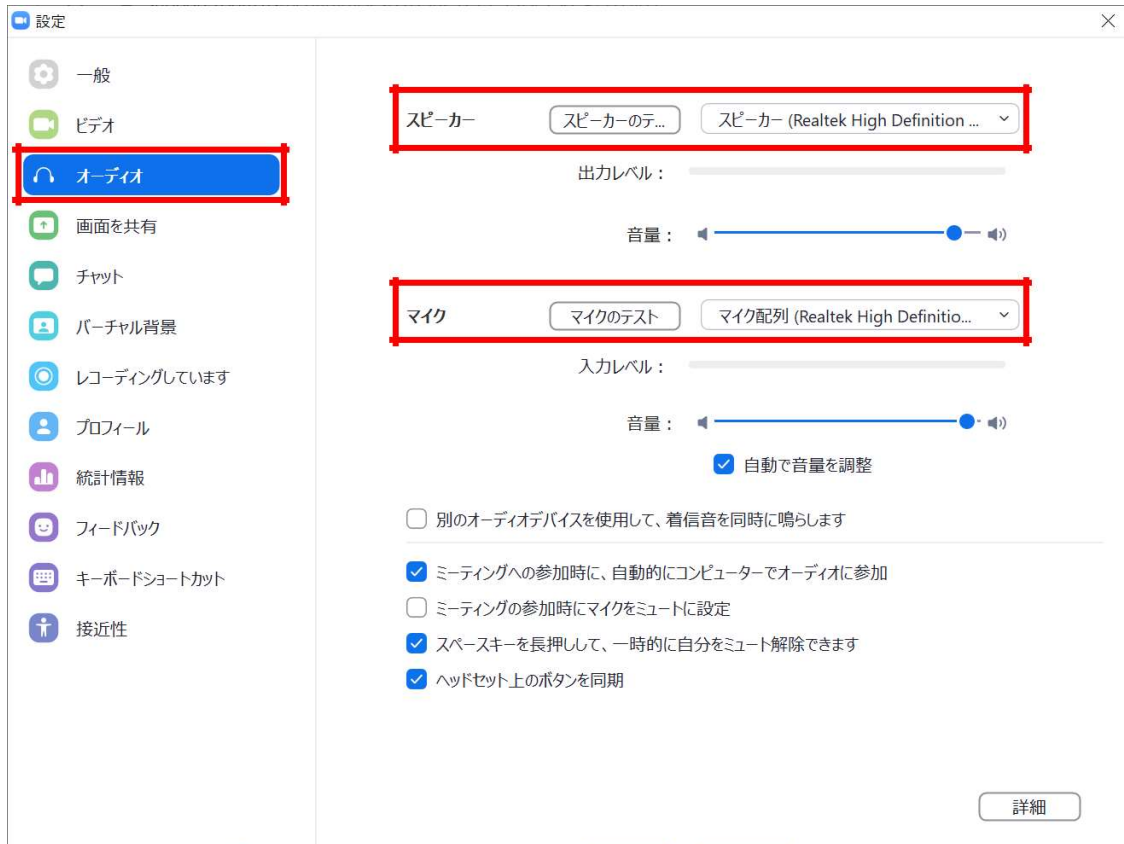 設定
一般
ビデオ
オーディオ
画面を共有
チャット
バーチャル背景
レコーディングしています
プロフィール
統計情報
フィードバック
キーボードショートカット
接近性
スピーカー スピーカーのテ... スピーカー (Realtek High Definition ...
出力レベル：
音量：
マイク マイクのテスト マイク配列 (Realtek High Definitio...
入力レベル：
音量：
自動で音量を調整
別のオーディオデバイスを使用して、着信音を同時に鳴らします
ミーティングへの参加時に、自動的にコンピューターでオーディオに参加
ミーティングの参加時にマイクをミュートに設定
スペースキーを長押しして、一時的に自分をミュート解除できます
ヘッドセット上のボタンを同期
詳細